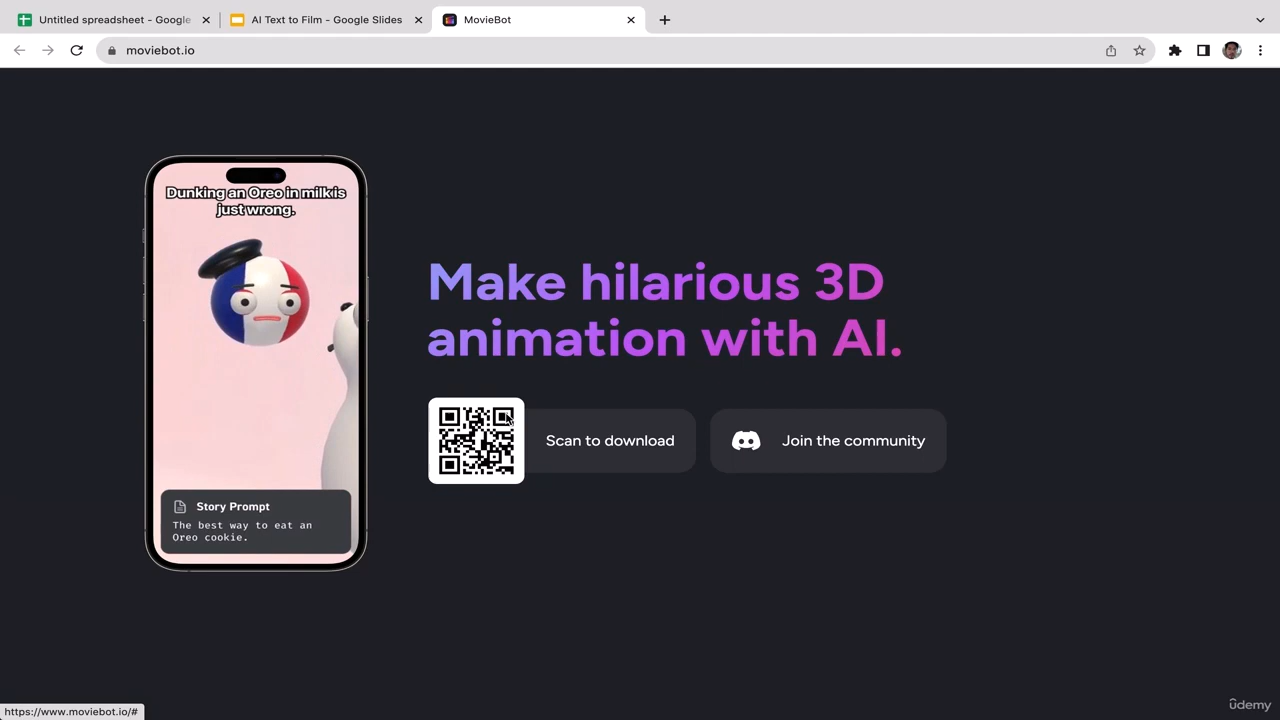 Untitled spreadsheet - Google
AI Text to Film - Google Slides
MovieBot
moviebot.io
Dunking an Oreo in milk is
just wrong.
Make hilarious 3D
animation with AI.
Scan to download
Join the community
Story Prompt
The best way to eat an
Oreo cookie.
https://www.moviebot.io/#
ûdemy